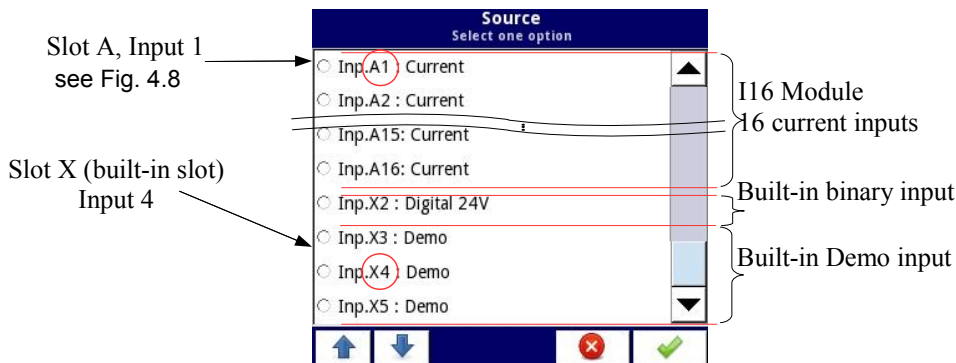 Source
Select one option
Slot A, Input 1
see Fig. 4.8
Inp.A1 : Current
Inp.A2 : Current
Inp.A15: Current
Inp.A16: Current
I16 Module
16 current inputs
Slot X (built-in slot)
Input 4
Inp.X2 : Digital 24V
Built-in binary input
Inp.X3 : Demo
Inp.X4 : Demo
Inp.X5 : Demo
Built-in Demo input